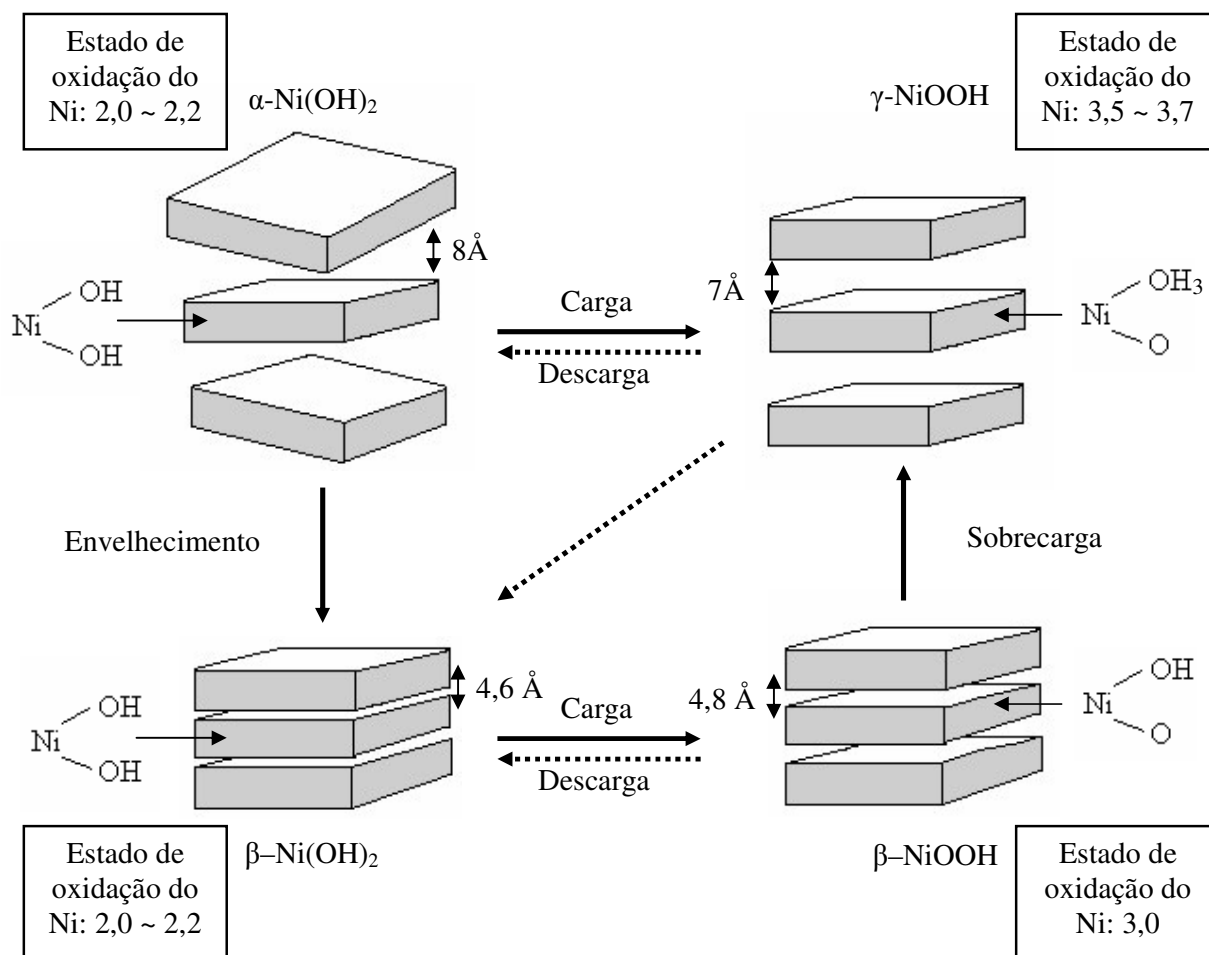 Estado de
oxidação do
Ni: 2,0 ~ 2,2
α-Ni(OH)₂
γ-NiOOH
Estado de
oxidação do
Ni: 3,5 ~ 3,7
8Å
OH
Ni
OH
Carga
Descarga
7Å
OH₃
Ni
O
Envelhecimento
Sobrecarga
OH
Ni
OH
4,6 Å
Carga
Descarga
4,8 Å
OH
Ni
O
β–Ni(OH)₂
β–NiOOH
Estado de
oxidação do
Ni: 2,0 ~ 2,2
Estado de
oxidação do
Ni: 3,0